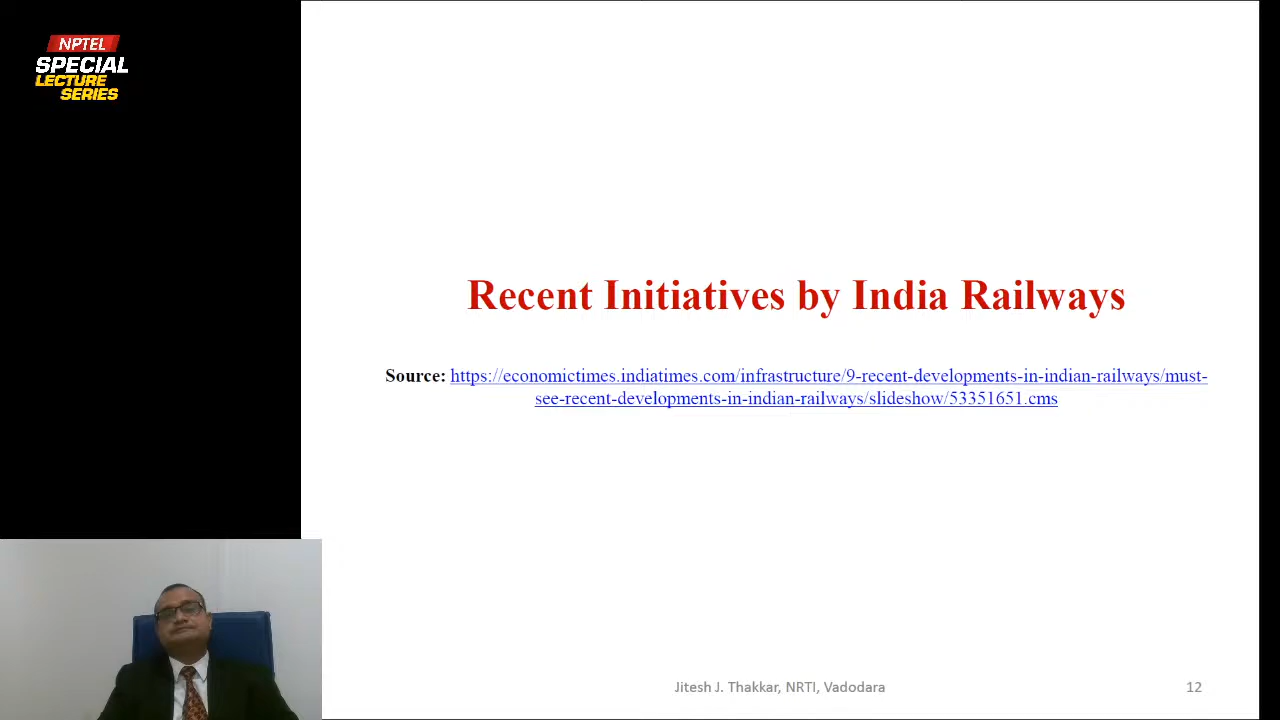 NPTEL
SPECIAL
LECTURE
SERIES
Recent Initiatives by India Railways
Source: https://economictimes.indiatimes.com/infrastructure/9-recent-developments-in-indian-railways/must-
see-recent-developments-in-indian-railways/slideshow/53351651.cms
Jitesh J. Thakkar, NRTI, Vadodara
12